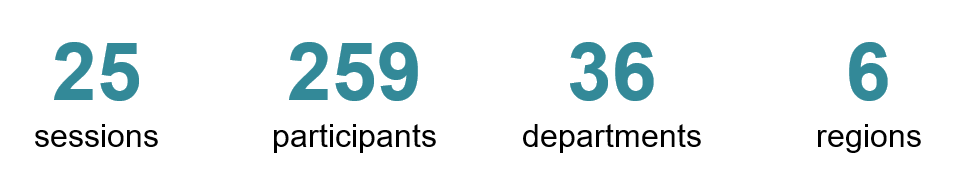 25 259 36 6
sessions participants departments regions